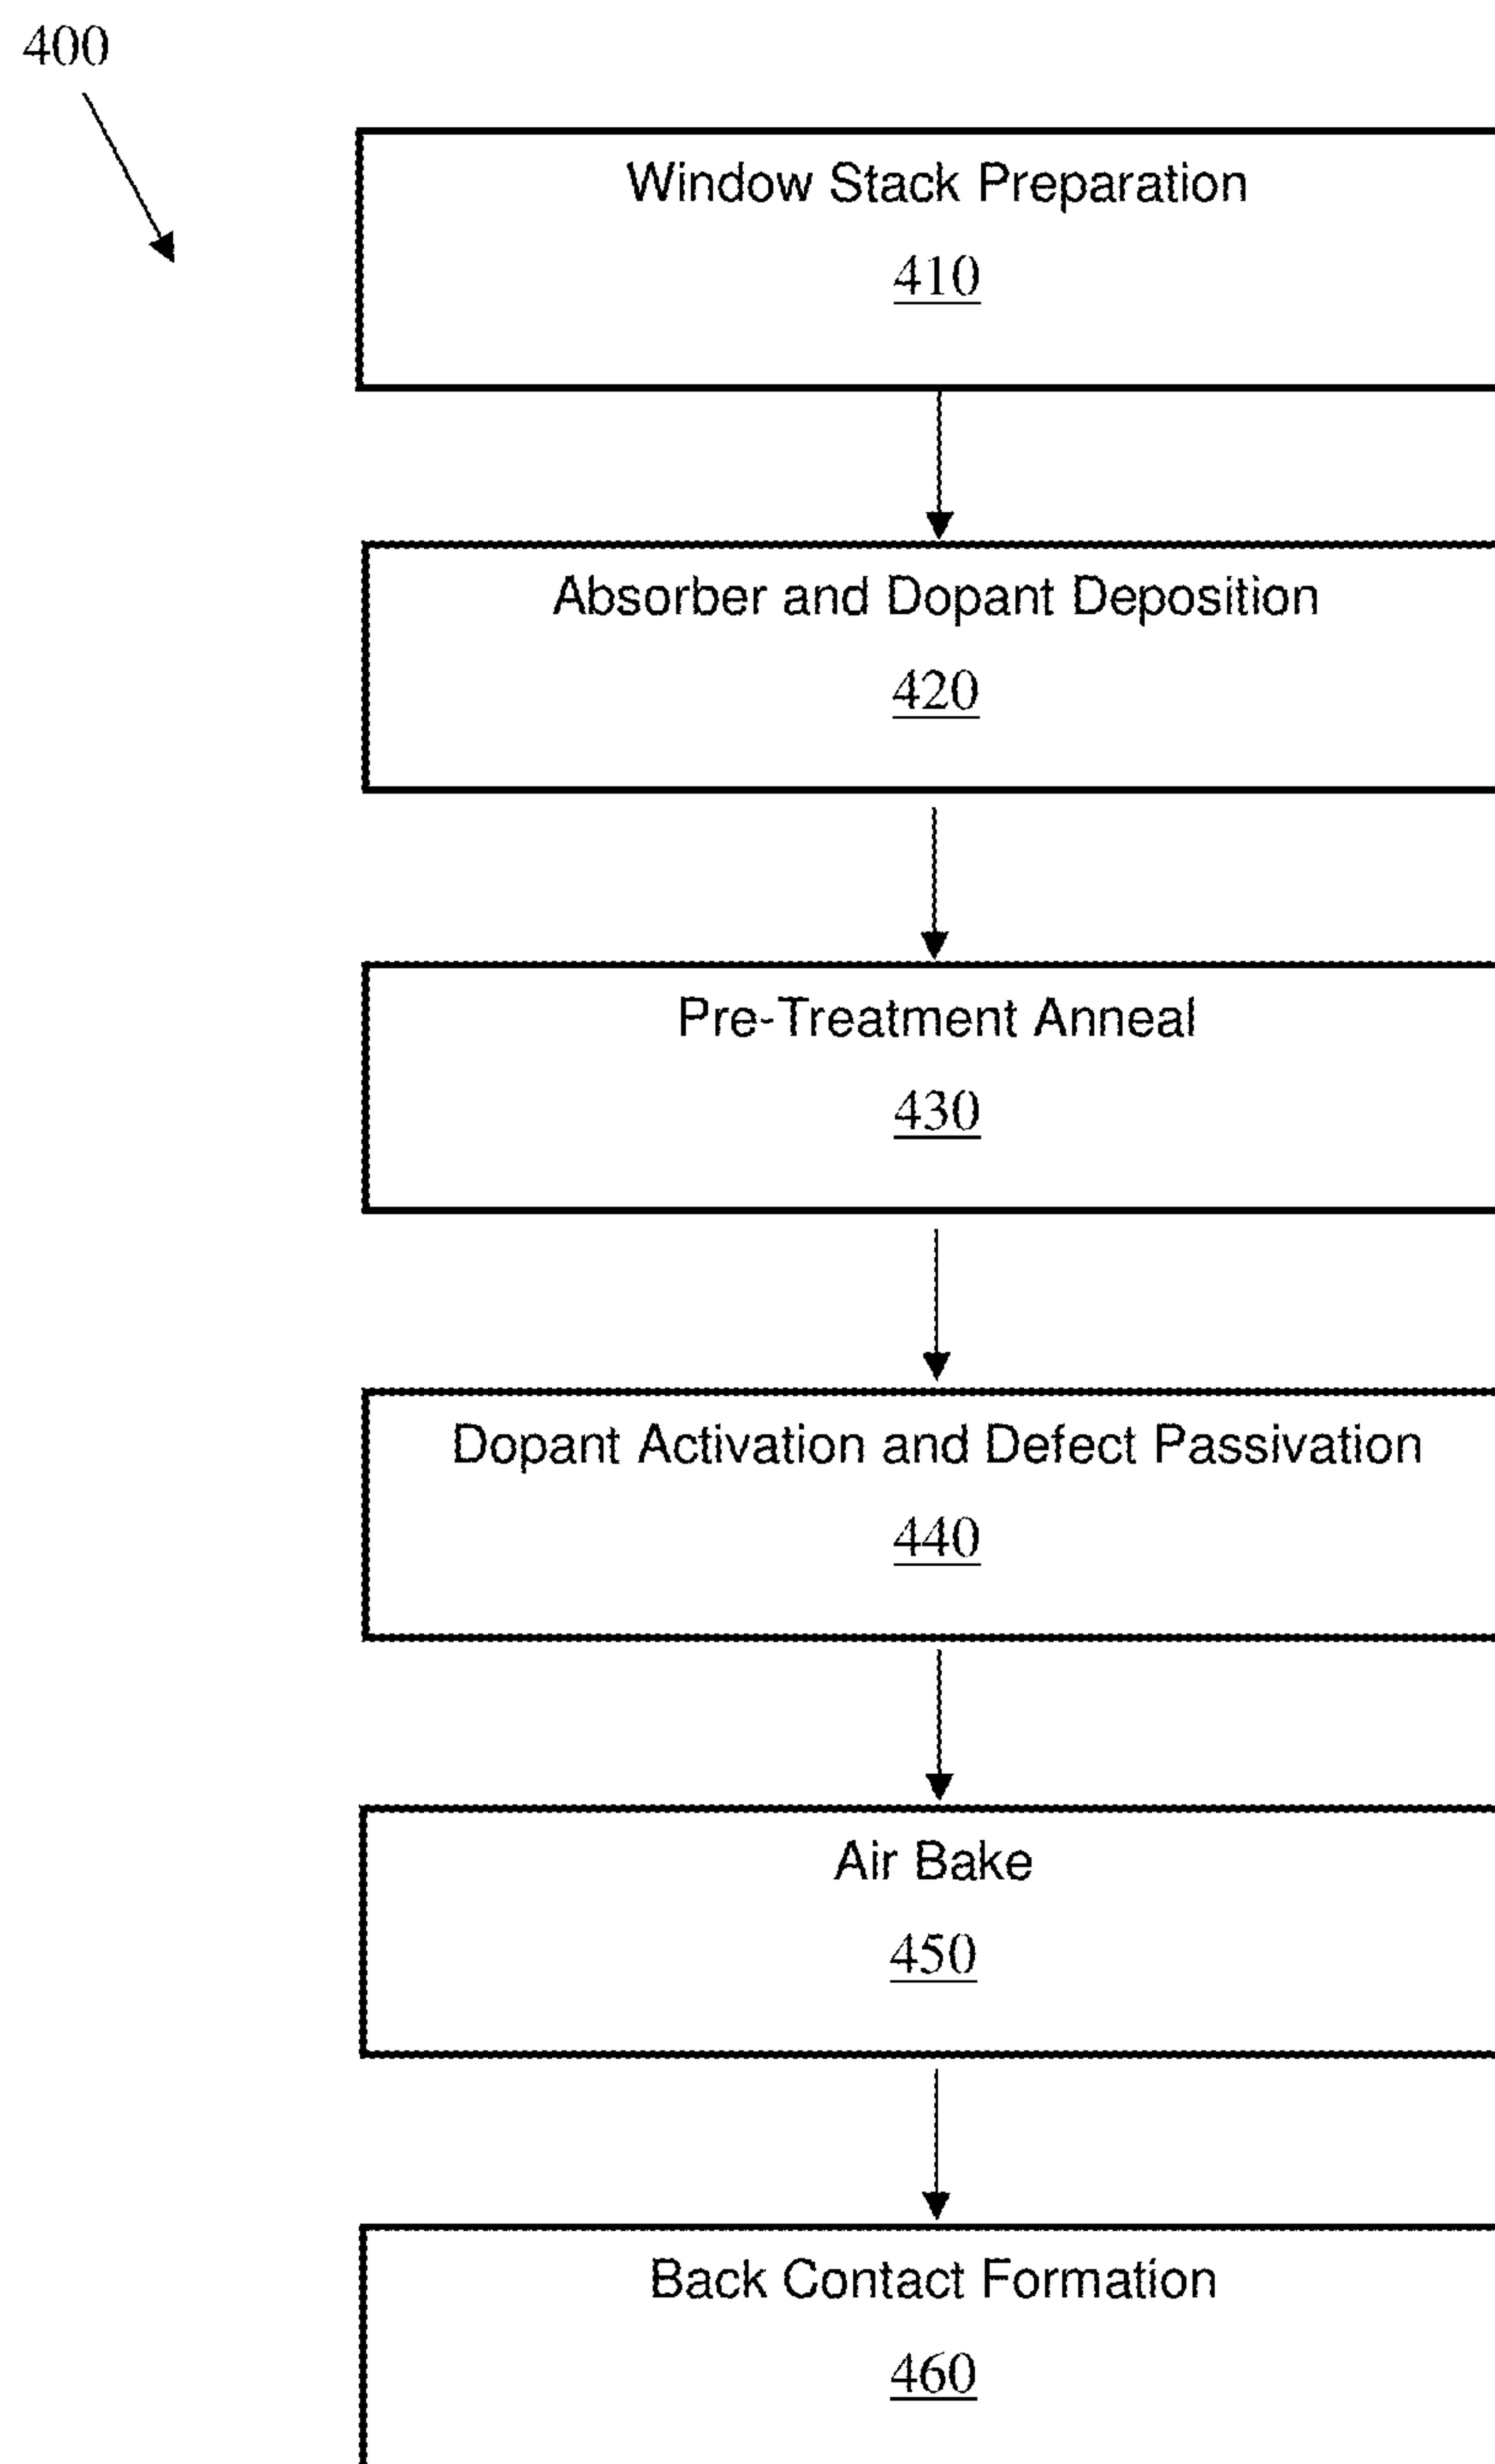 400
Window Stack Preparation
410
Absorber and Dopant Deposition
420
Pre-Treatment Anneal
430
Dopant Activation and Defect Passivation
440
Air Bake
450
Back Contact Formation
460